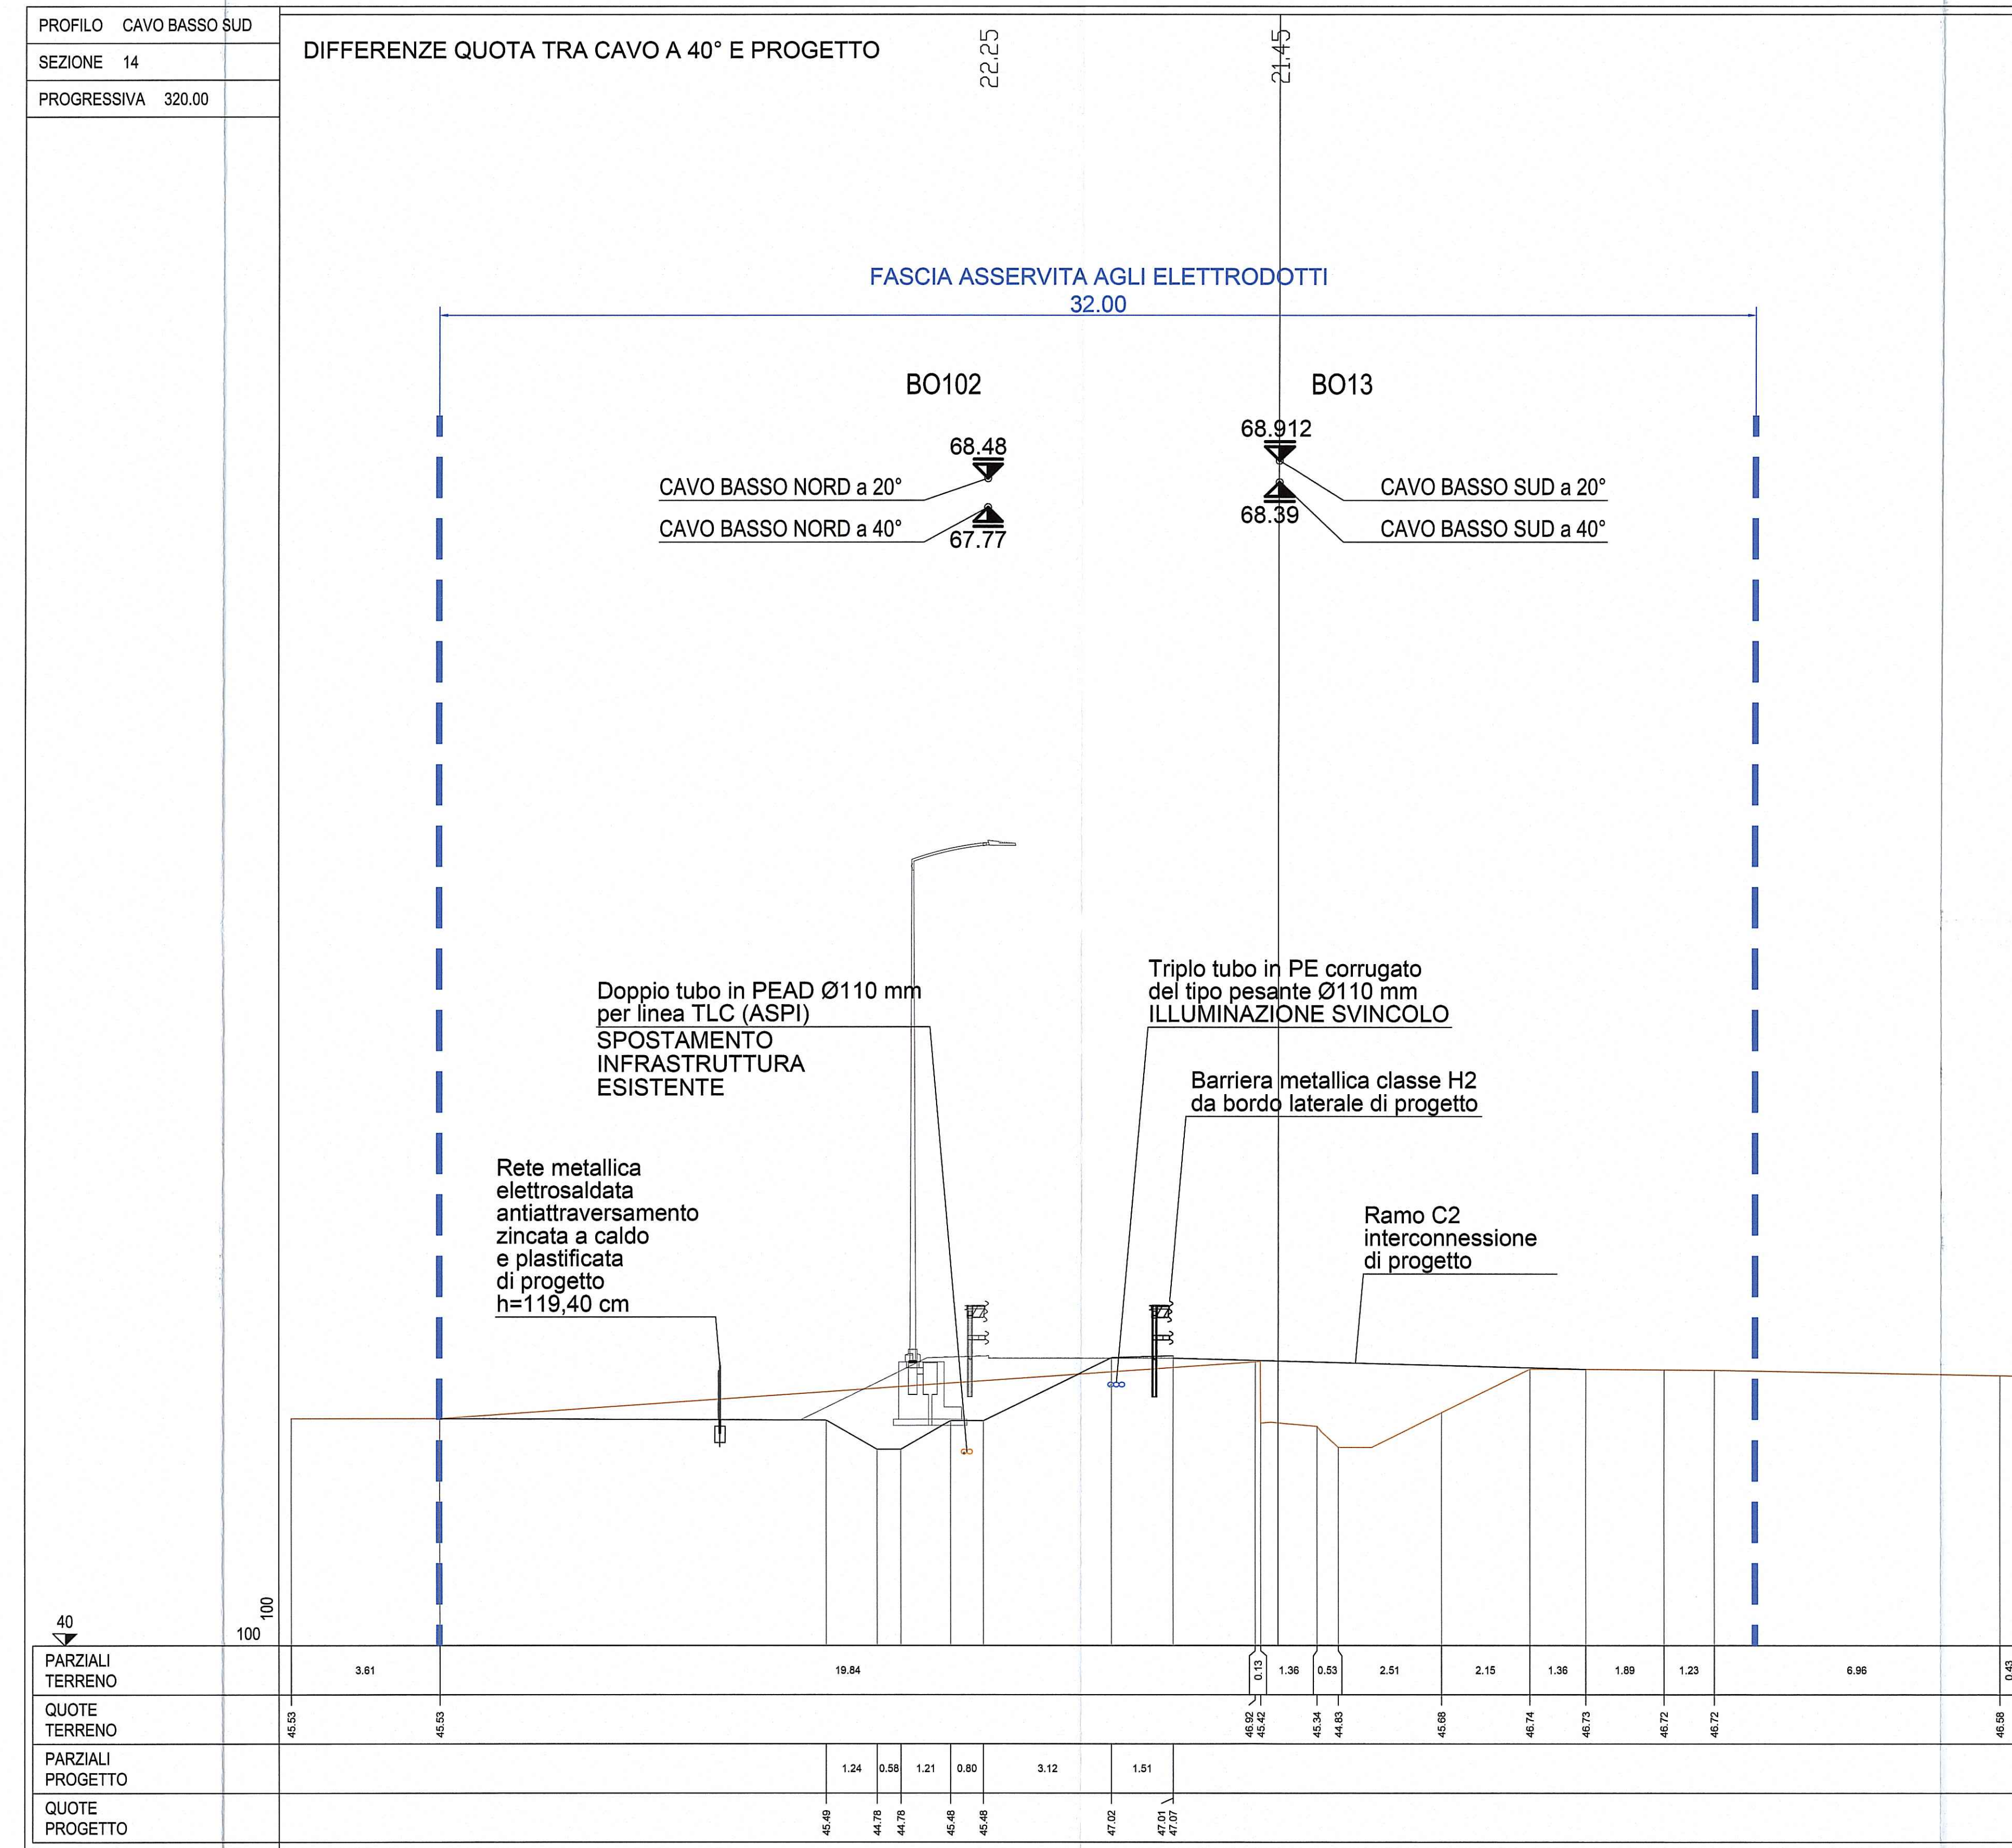 PROFILO CAVO BASSO SUD
SEZIONE 14
PROGRESSIVA 320.00
DIFFERENZE QUOTA TRA CAVO A 40° E PROGETTO
22.25
21.45
FASCIA ASSERVITA AGLI ELETTRODOTTI
32.00
BO102
BO13
68.48
68.912
CAVO BASSO NORD a 20°
CAVO BASSO SUD a 20°
CAVO BASSO NORD a 40°
67.77
68.39
CAVO BASSO SUD a 40°
Doppio tubo in PEAD Ø110 mm
per linea TLC (ASPI)
SPOSTAMENTO
INFRASTRUTTURA
ESISTENTE
Triplo tubo in PE corrugato
del tipo pesante Ø110 mm
ILLUMINAZIONE SVINCOLO
Barriera metallica classe H2
da bordo laterale di progetto
Rete metallica
elettrosaldata
antiattraversamento
zincata a caldo
e plastificata
di progetto
h=119,40 cm
Ramo C2
interconnessione
di progetto
40
100
100
PARZIALI
TERRENO
3.61 19.84 0.13 1.36 0.53 2.51 2.15 1.36 1.89 1.23 6.96 0.43
QUOTE
TERRENO
45.53 45.53 46.92 45.42 45.34 44.83 45.68 46.74 46.73 46.72 46.72 46.58
PARZIALI
PROGETTO
1.24 0.58 1.21 0.80 3.12 1.51
QUOTE
PROGETTO
45.49 44.78 44.78 45.48 45.48 47.02 47.01 47.07